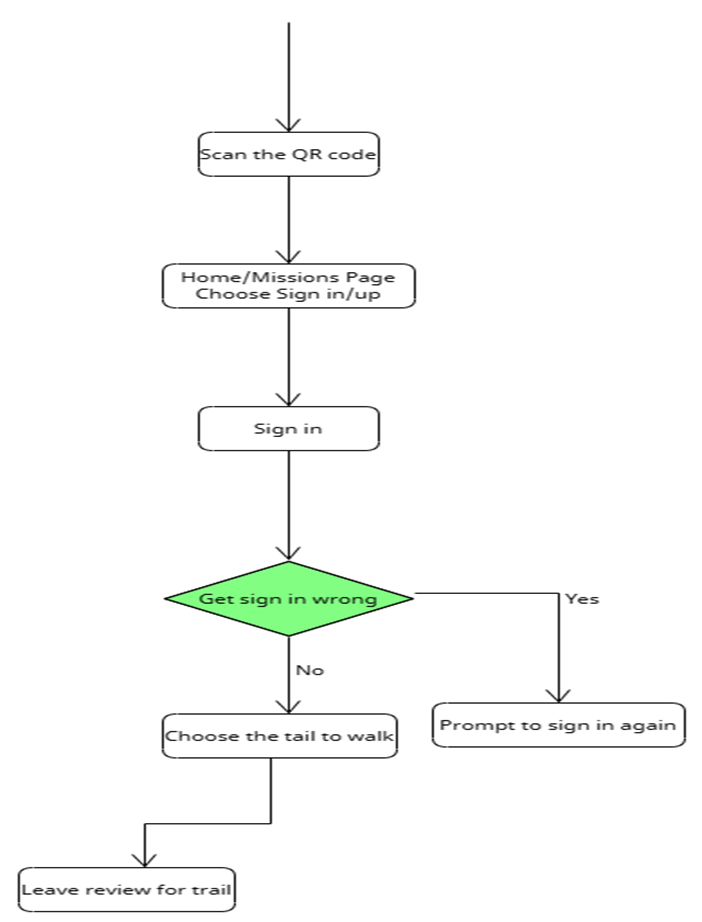 Scan the QR code
Home/Missions Page
Choose Sign in/up
Sign in
Get sign in wrong
Yes
No
Choose the tail to walk
Prompt to sign in again
Leave review for trail